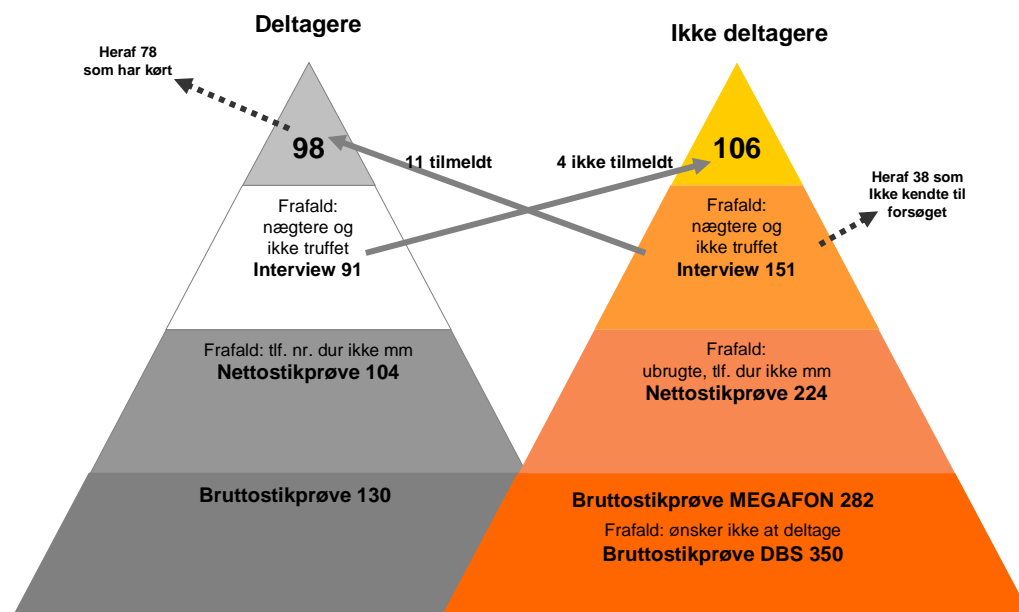 Deltagere
Heraf 78
som har kørt
98
11 tilmeldt
Frafald:
nægtere og
ikke truffet
Interview 91
Frafald: tlf. nr. dur ikke mm
Nettostikprøve 104
Bruttostikprøve 130
Ikke deltagere
106
4 ikke tilmeldt
Heraf 38 som
Ikke kendte til
forsøget
Frafald:
nægtere og
ikke truffet
Interview 151
Frafald:
ubrugte, tlf. dur ikke mm
Nettostikprøve 224
Bruttostikprøve MEGAFON 282
Frafald: ønsker ikke at deltage
Bruttostikprøve DBS 350